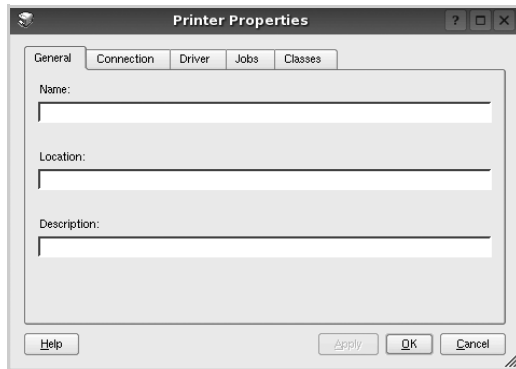 Printer Properties
?
General Connection Driver Jobs Classes
Name:
Location:
Description:
Help Apply OK Cancel